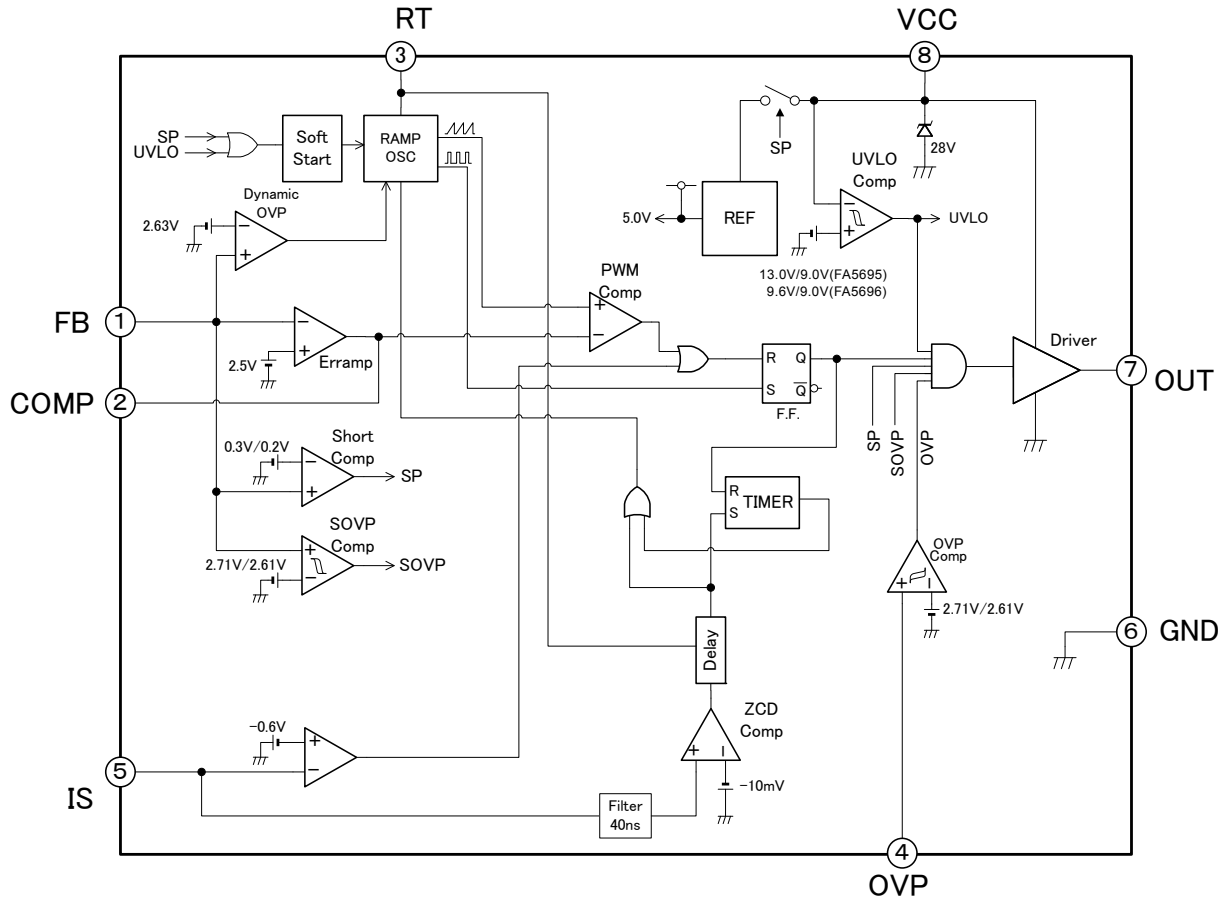 RT
VCC
3
8
SP
UVLO
Soft
Start
RAMP
OSC
SP
28V
UVLO
Comp
Dynamic
OVP
2.63V
−
+
5.0V
REF
−
+
UVLO
13.0V/9.0V(FA5695)
9.6V/9.0V(FA5696)
PWM
Comp
+
−
FB
1
−
+
2.5V
Erramp
R
Q
S
Q
F.F.
Driver
7
OUT
COMP
2
SP
SOVP
OVP
Short
Comp
0.3V/0.2V
−
+
SP
R
S
TIMER
SOVP
Comp
+
−
2.71V/2.61V
SOVP
OVP
Comp
+
−
2.71V/2.61V
6
GND
Delay
ZCD
Comp
+
−
−10mV
−0.6V
+
−
5
IS
Filter
40ns
4
OVP